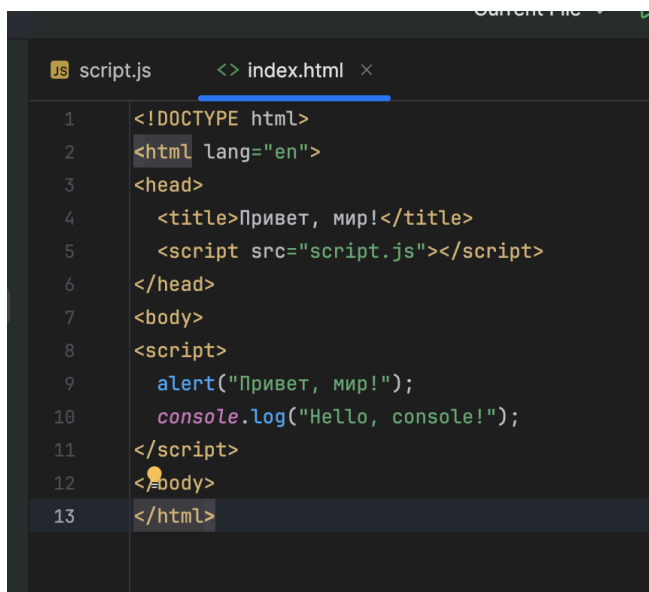 Current File
JS script.js <> index.html ×
1 <!DOCTYPE html>
2 <html lang="en">
3 <head>
4 <title>Привет, мир!</title>
5 <script src="script.js"></script>
6 </head>
7 <body>
8 <script>
9 alert("Привет, мир!");
10 console.log("Hello, console!");
11 </script>
12 </body>
13 </html>